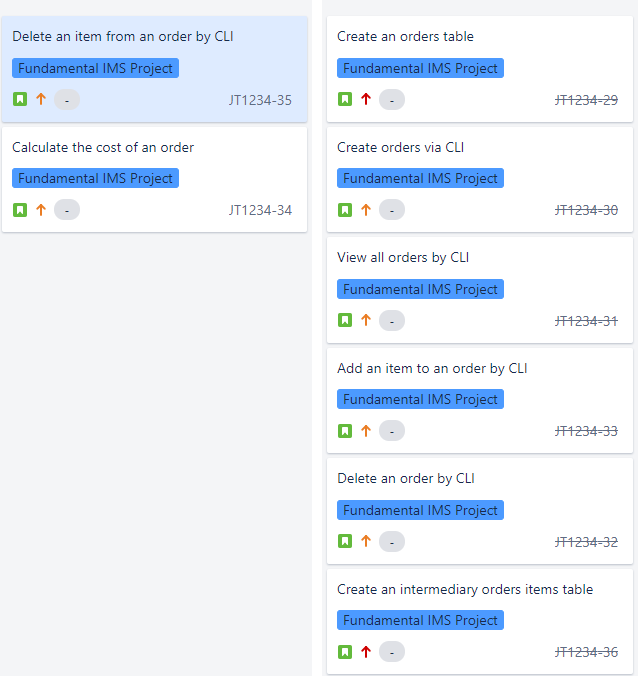 Delete an item from an order by CLI
Fundamental IMS Project
-
JT1234-35
Calculate the cost of an order
Fundamental IMS Project
-
JT1234-34
Create an orders table
Fundamental IMS Project
-
JT1234-29
Create orders via CLI
Fundamental IMS Project
-
JT1234-30
View all orders by CLI
Fundamental IMS Project
-
JT1234-31
Add an item to an order by CLI
Fundamental IMS Project
-
JT1234-33
Delete an order by CLI
Fundamental IMS Project
-
JT1234-32
Create an intermediary orders items table
Fundamental IMS Project
-
JT1234-36